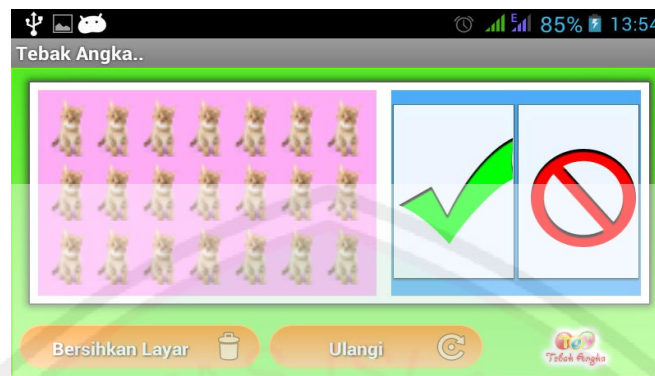 E 85% 13:54
Tebak Angka..
Bersihkan Layar
Ulangi
Tebak Angka